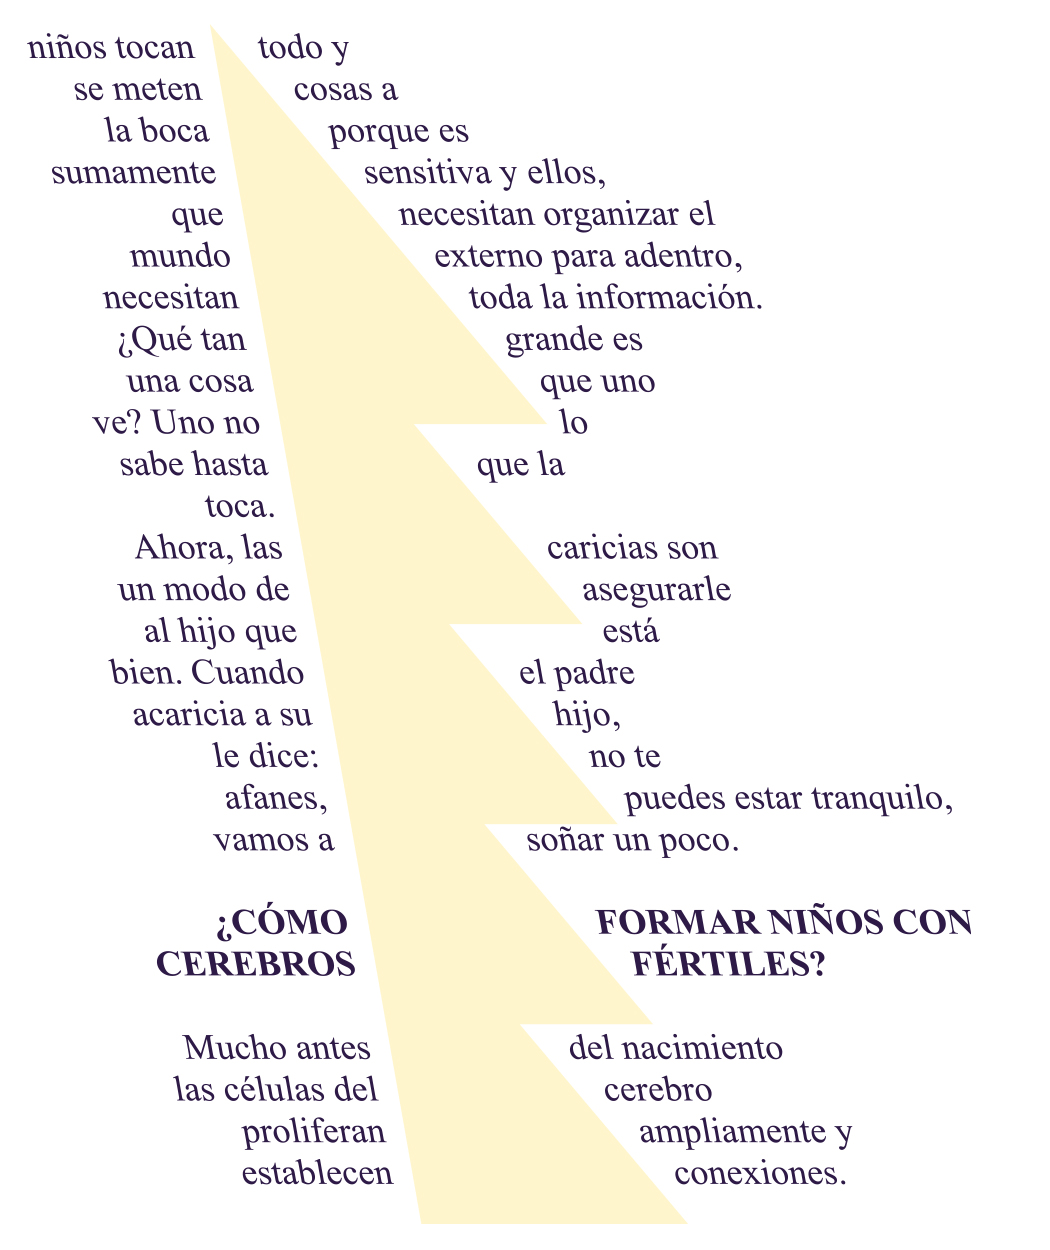 niños tocan todo y
se meten cosas a
la boca porque es
sumamente sensitiva y ellos,
que necesitan organizar el
mundo externo para adentro,
necesitan toda la información.
¿Qué tan grande es
una cosa que uno
ve? Uno no lo
sabe hasta que la
toca.
Ahora, las caricias son
un modo de asegurarle
al hijo que está
bien. Cuando el padre
acaricia a su hijo,
le dice: no te
afanes, puedes estar tranquilo,
vamos a soñar un poco.
¿CÓMO FORMAR NIÑOS CON
CEREBROS FÉRTILES?
Mucho antes del nacimiento
las células del cerebro
proliferan ampliamente y
establecen conexiones.